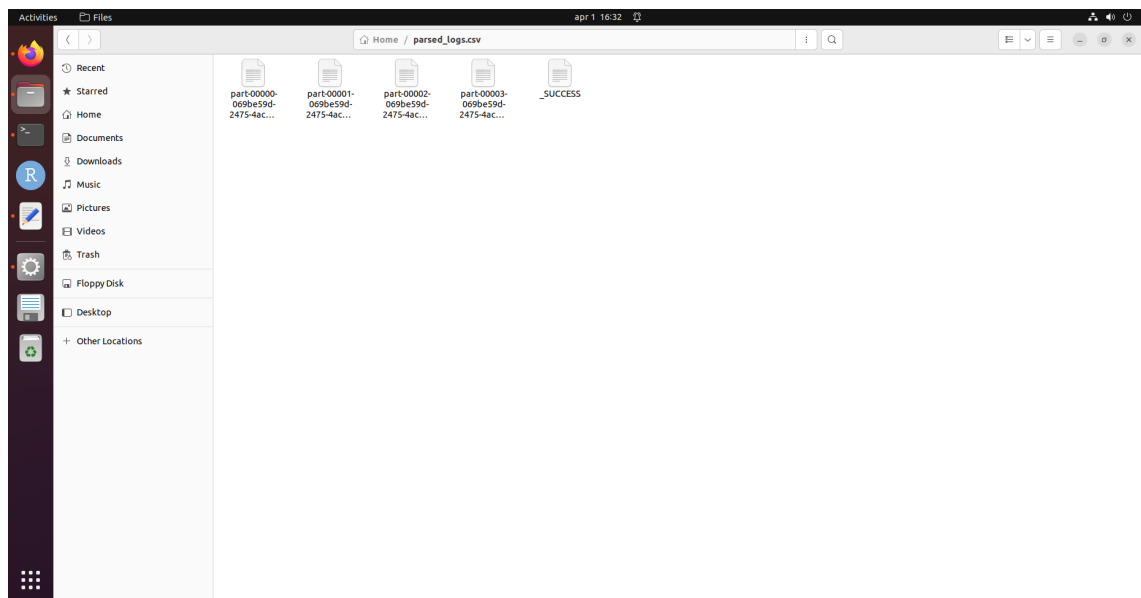 Activities Files apr 1 16:32
Home / parsed_logs.csv
Recent
Starred
Home
Documents
Downloads
Music
Pictures
Videos
Trash
Floppy Disk
Desktop
+ Other Locations
part-00000-
069be59d-
2475-4ac...
part-00001-
069be59d-
2475-4ac...
part-00002-
069be59d-
2475-4ac...
part-00003-
069be59d-
2475-4ac...
_SUCCESS
R